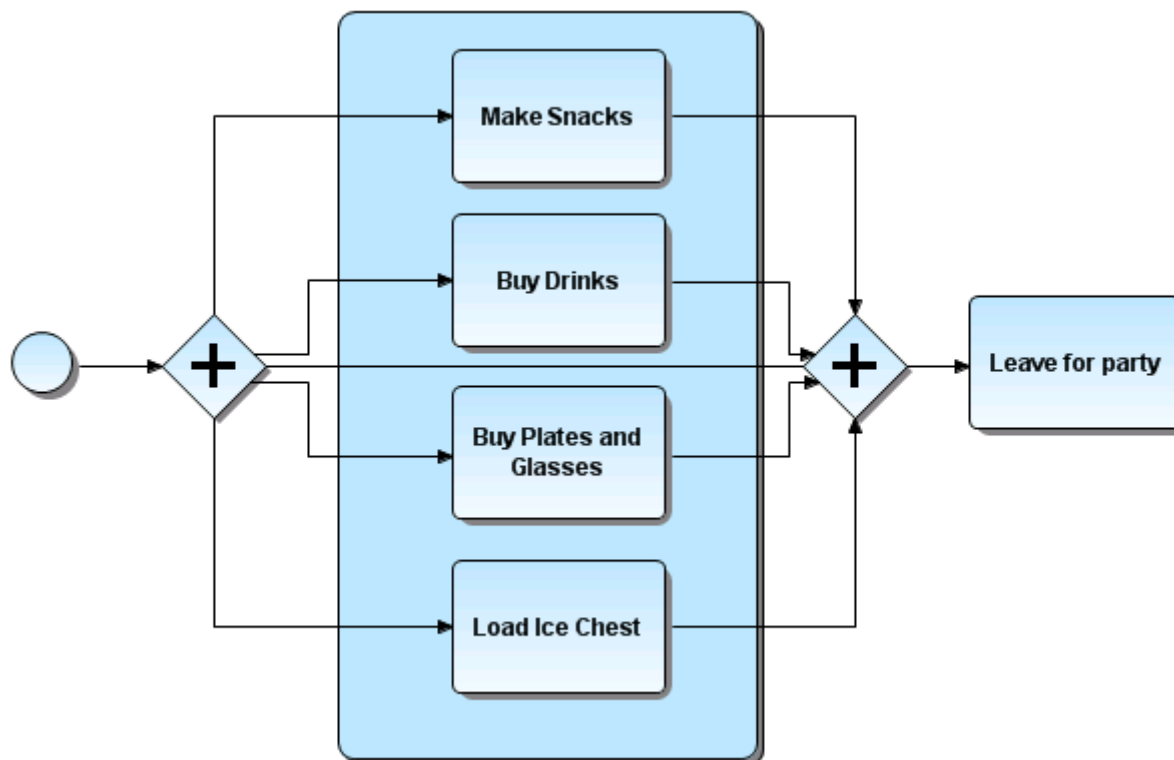 Make Snacks
Buy Drinks
Buy Plates and
Glasses
Load Ice Chest
Leave for party